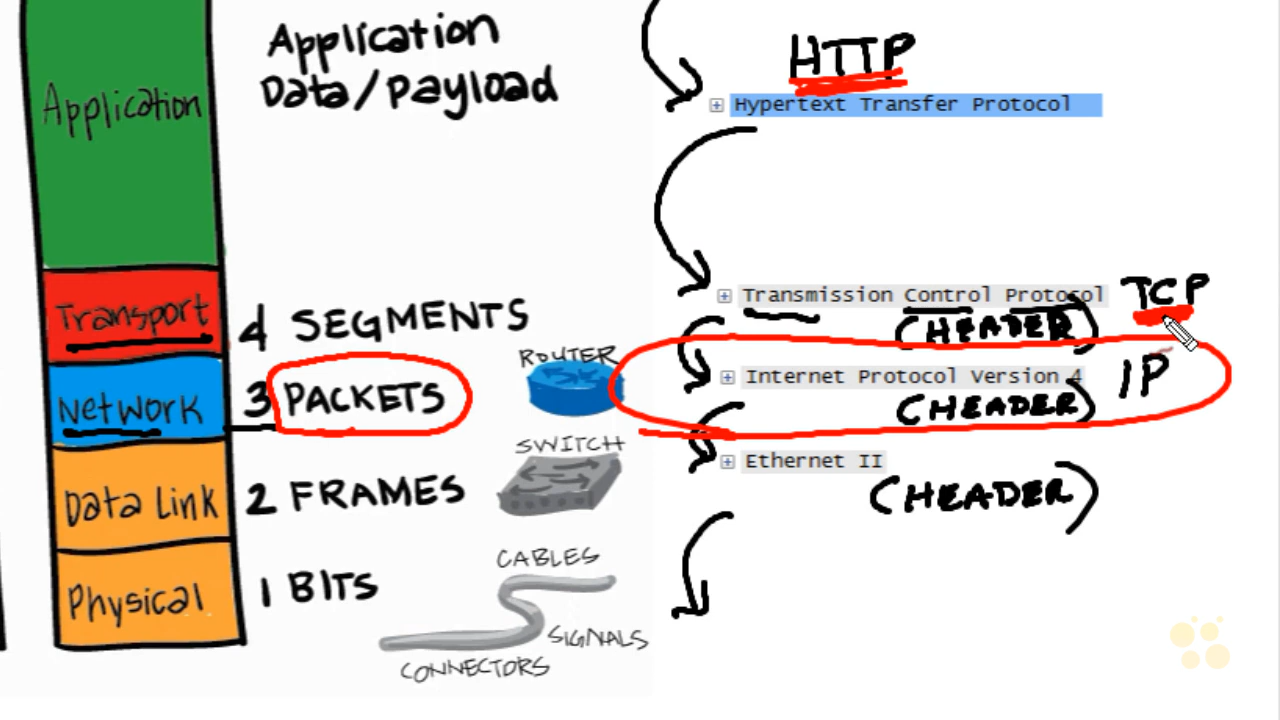 Application
Application
Data/Payload
HTTP
Hypertext Transfer Protocol
Transport
4 SEGMENTS
Transmission Control Protocol
TCP
(HEADER)
Network
3 PACKETS
ROUTER
Internet Protocol Version 4
IP
(HEADER)
Data Link
2 FRAMES
SWITCH
Ethernet II
(HEADER)
Physical
1 BITS
CABLES
SIGNALS
CONNECTORS